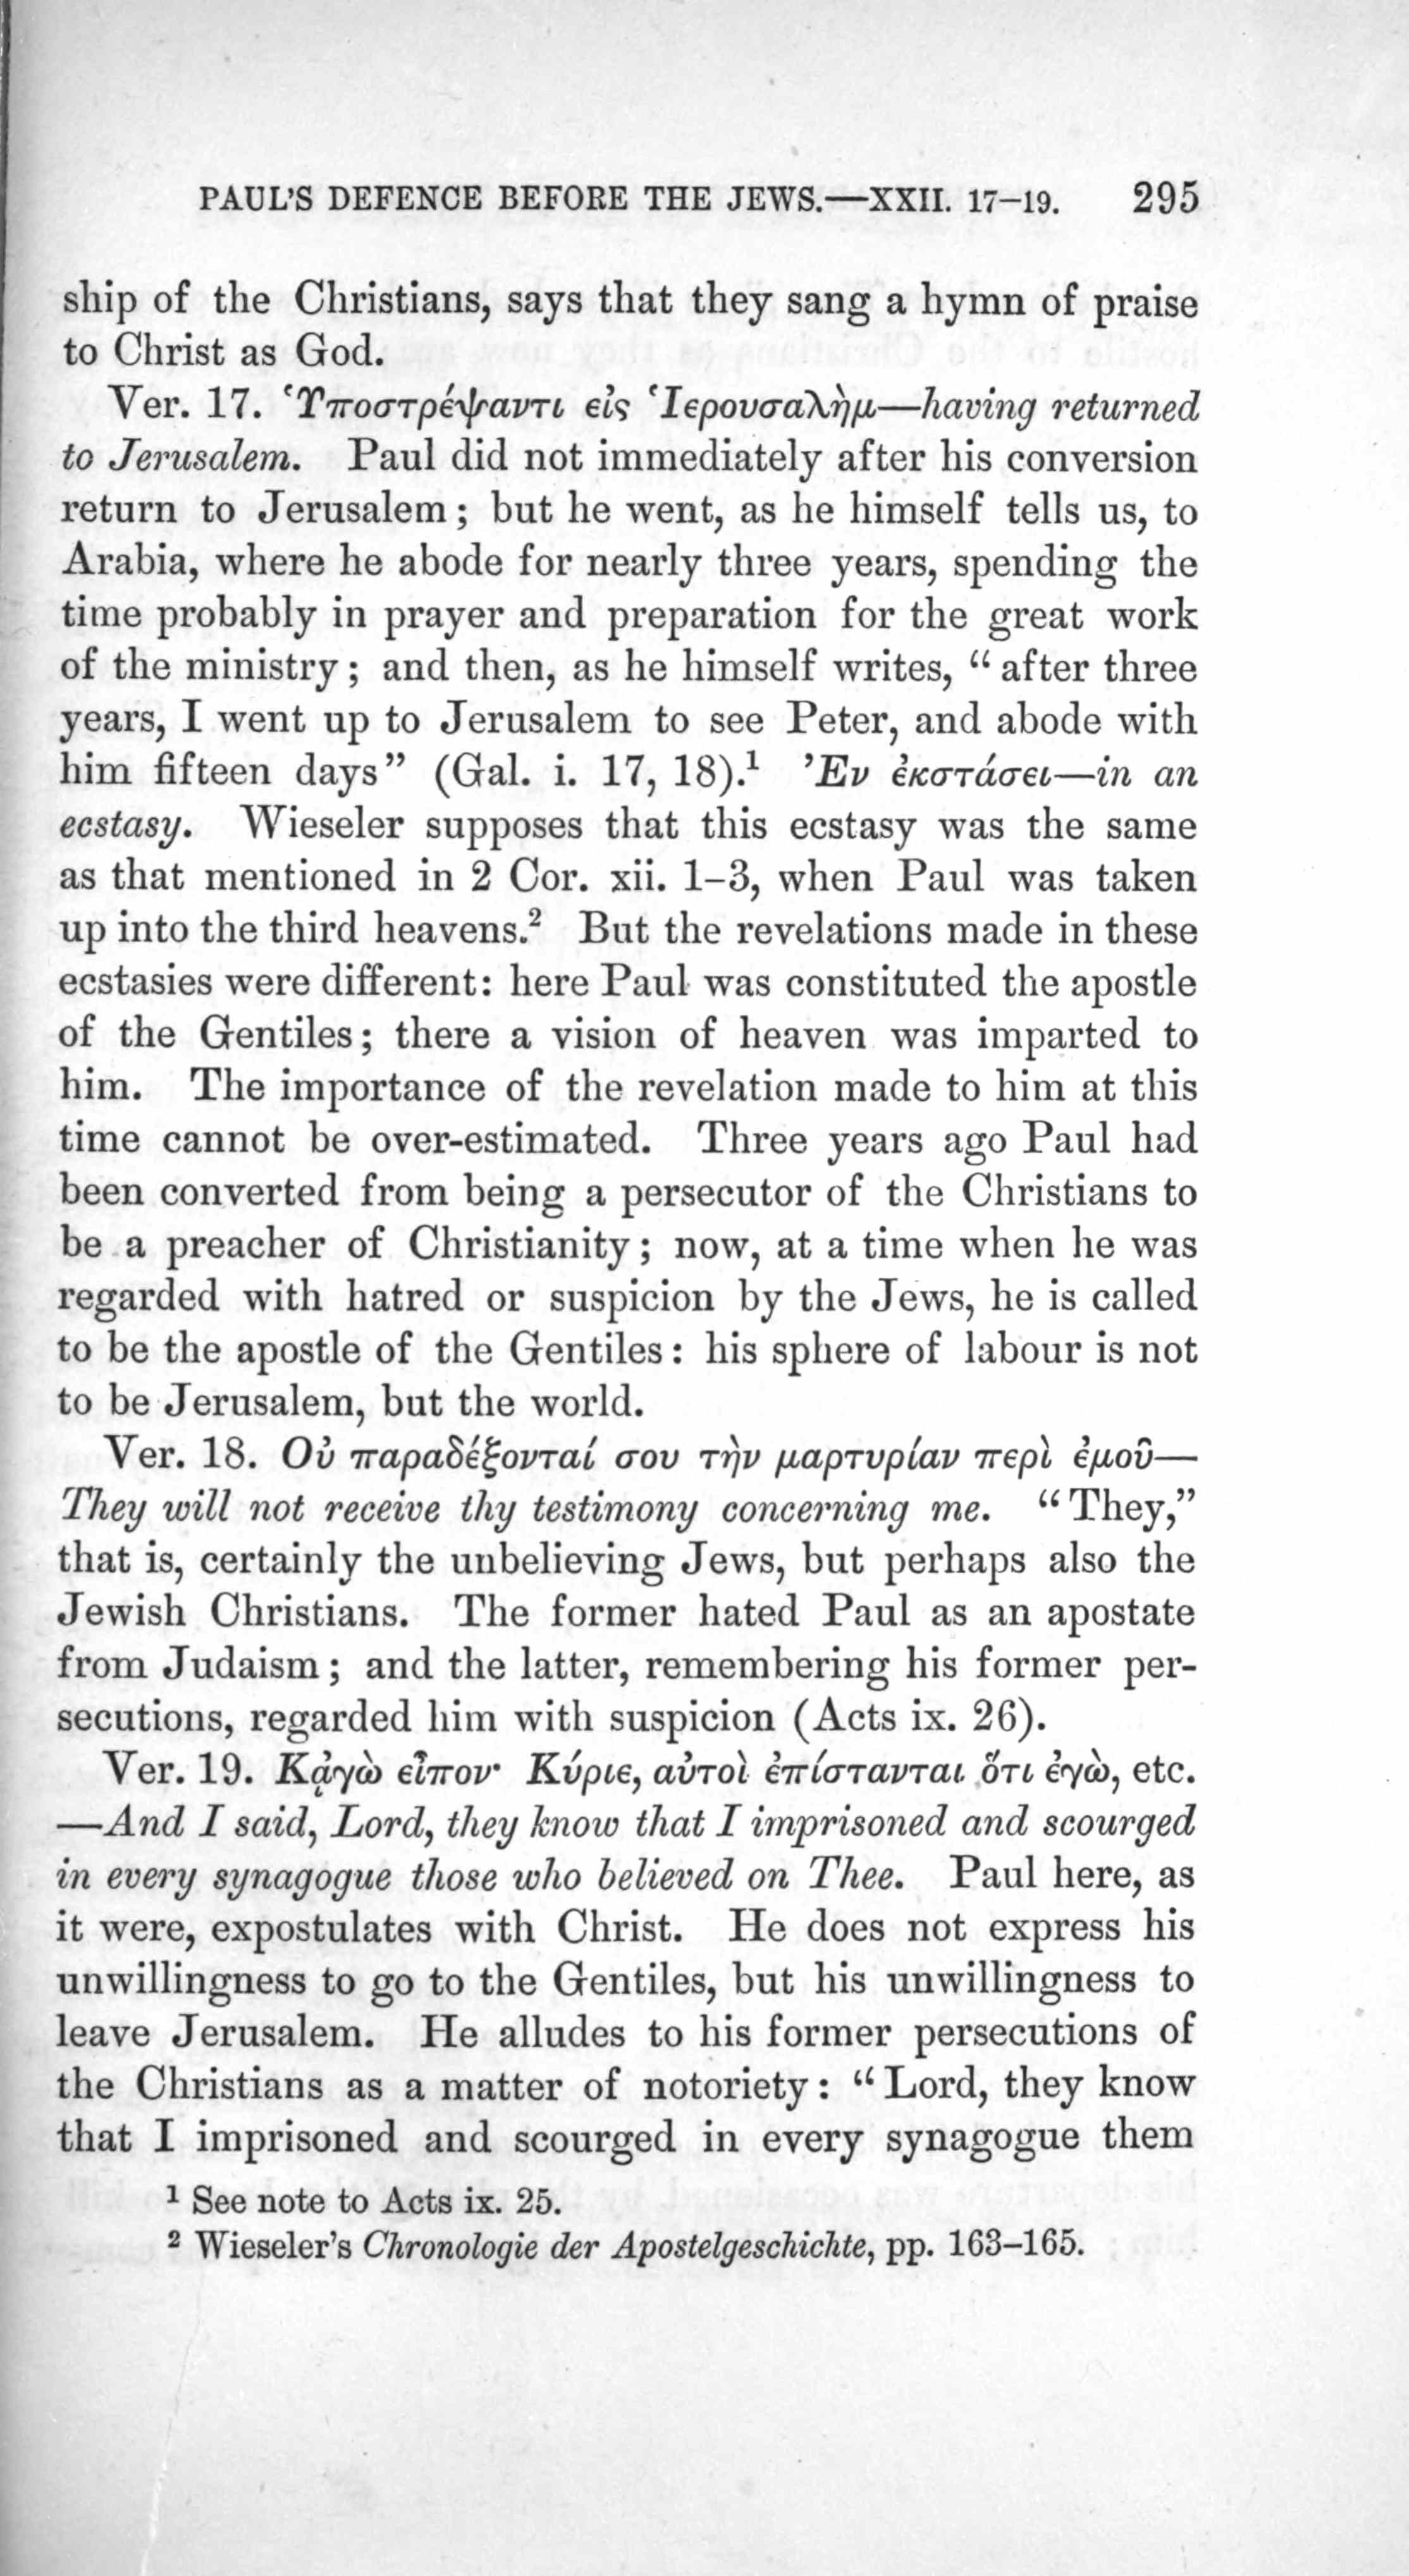 PAUL'S DEFENCE BEFORE THE JEWS.—XXII. 17–19. 295
ship of the Christians, says that they sang a hymn of praise
to Christ as God.
Ver. 17. Ὑποστρέψαντι εἰς Ἱερουσαλὴμ—having returned
to Jerusalem. Paul did not immediately after his conversion
return to Jerusalem; but he went, as he himself tells us, to
Arabia, where he abode for nearly three years, spending the
time probably in prayer and preparation for the great work
of the ministry; and then, as he himself writes, “after three
years, I went up to Jerusalem to see Peter, and abode with
him fifteen days” (Gal. i. 17, 18).¹ Ἐν ἐκστάσει—in an
ecstasy. Wieseler supposes that this ecstasy was the same
as that mentioned in 2 Cor. xii. 1–3, when Paul was taken
up into the third heavens.² But the revelations made in these
ecstasies were different: here Paul was constituted the apostle
of the Gentiles; there a vision of heaven was imparted to
him. The importance of the revelation made to him at this
time cannot be over-estimated. Three years ago Paul had
been converted from being a persecutor of the Christians to
be a preacher of Christianity; now, at a time when he was
regarded with hatred or suspicion by the Jews, he is called
to be the apostle of the Gentiles: his sphere of labour is not
to be Jerusalem, but the world.
Ver. 18. Οὐ παραδέξονταί σου τὴν μαρτυρίαν περὶ ἐμοῦ—
They will not receive thy testimony concerning me. “They,”
that is, certainly the unbelieving Jews, but perhaps also the
Jewish Christians. The former hated Paul as an apostate
from Judaism; and the latter, remembering his former per-
secutions, regarded him with suspicion (Acts ix. 26).
Ver. 19. Κᾀγὼ εἶπον· Κύριε, αὐτοὶ ἐπίστανται ὅτι ἐγὼ, etc.
—And I said, Lord, they know that I imprisoned and scourged
in every synagogue those who believed on Thee. Paul here, as
it were, expostulates with Christ. He does not express his
unwillingness to go to the Gentiles, but his unwillingness to
leave Jerusalem. He alludes to his former persecutions of
the Christians as a matter of notoriety: “Lord, they know
that I imprisoned and scourged in every synagogue them
¹ See note to Acts ix. 25.
² Wieseler's Chronologie der Apostelgeschichte, pp. 163–165.